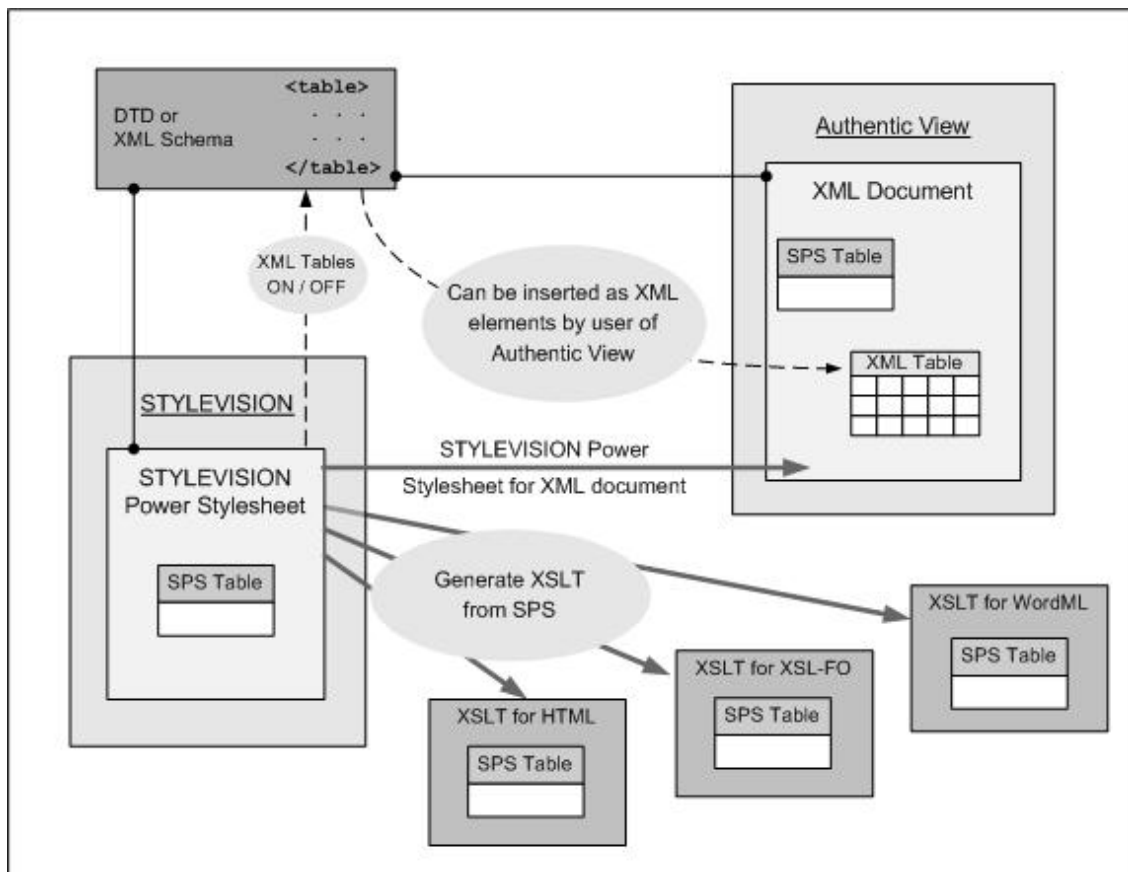 <table>
. . .
DTD or
XML Schema
. . .
</table>
Authentic View
XML Document
SPS Table
XML Table
XML Tables
ON / OFF
Can be inserted as XML
elements by user of
Authentic View
STYLEVISION
STYLEVISION
Power Stylesheet
SPS Table
STYLEVISION Power
Stylesheet for XML document
Generate XSLT
from SPS
XSLT for WordML
SPS Table
XSLT for XSL-FO
SPS Table
XSLT for HTML
SPS Table